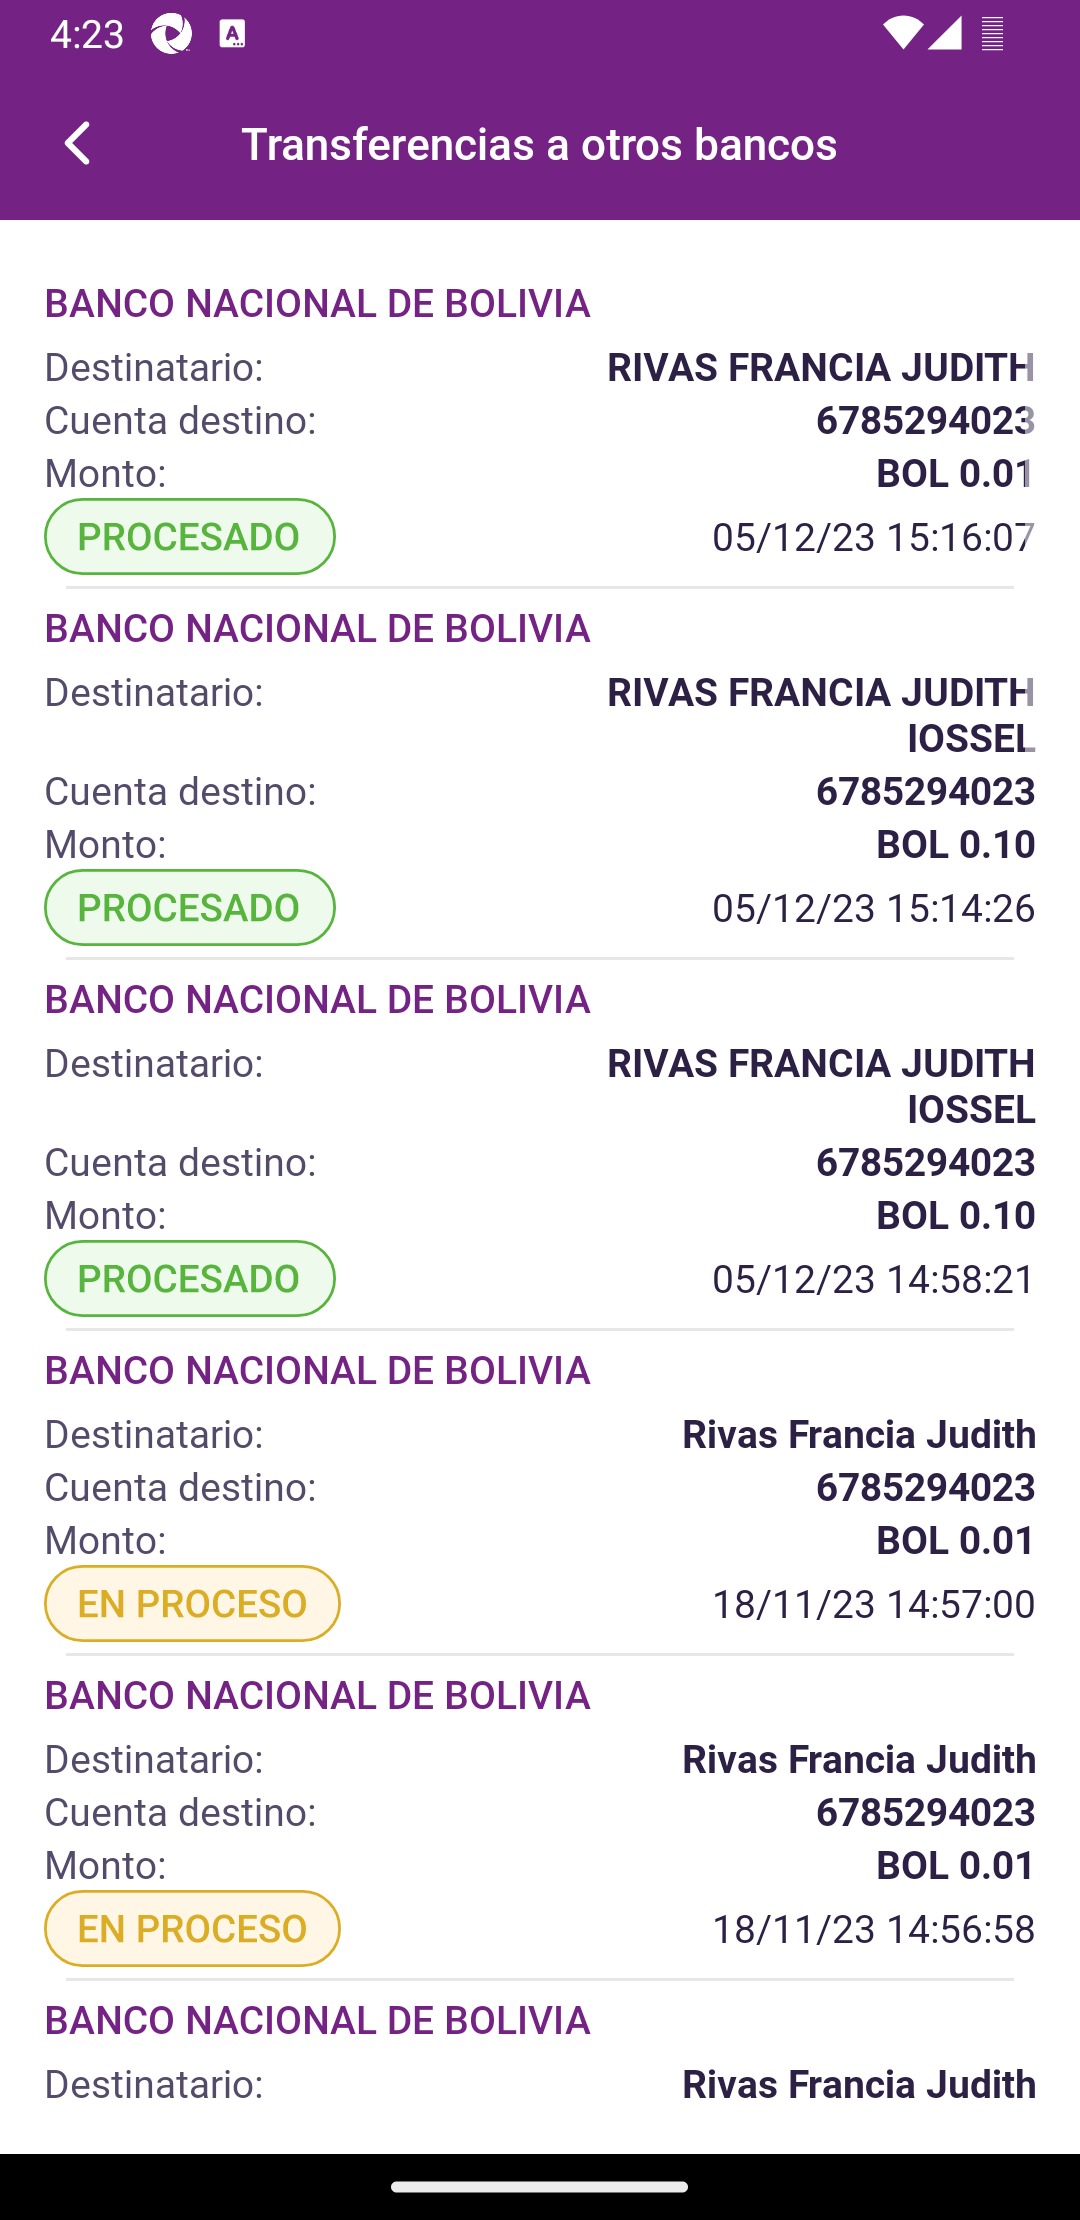 4:23
Transferencias a otros bancos
BANCO NACIONAL DE BOLIVIA
Destinatario: RIVAS FRANCIA JUDITH
Cuenta destino: 6785294023
Monto: BOL 0.01
PROCESADO 05/12/23 15:16:07
BANCO NACIONAL DE BOLIVIA
Destinatario: RIVAS FRANCIA JUDITH
IOSSEL
Cuenta destino: 6785294023
Monto: BOL 0.10
PROCESADO 05/12/23 15:14:26
BANCO NACIONAL DE BOLIVIA
Destinatario: RIVAS FRANCIA JUDITH
IOSSEL
Cuenta destino: 6785294023
Monto: BOL 0.10
PROCESADO 05/12/23 14:58:21
BANCO NACIONAL DE BOLIVIA
Destinatario: Rivas Francia Judith
Cuenta destino: 6785294023
Monto: BOL 0.01
EN PROCESO 18/11/23 14:57:00
BANCO NACIONAL DE BOLIVIA
Destinatario: Rivas Francia Judith
Cuenta destino: 6785294023
Monto: BOL 0.01
EN PROCESO 18/11/23 14:56:58
BANCO NACIONAL DE BOLIVIA
Destinatario: Rivas Francia Judith